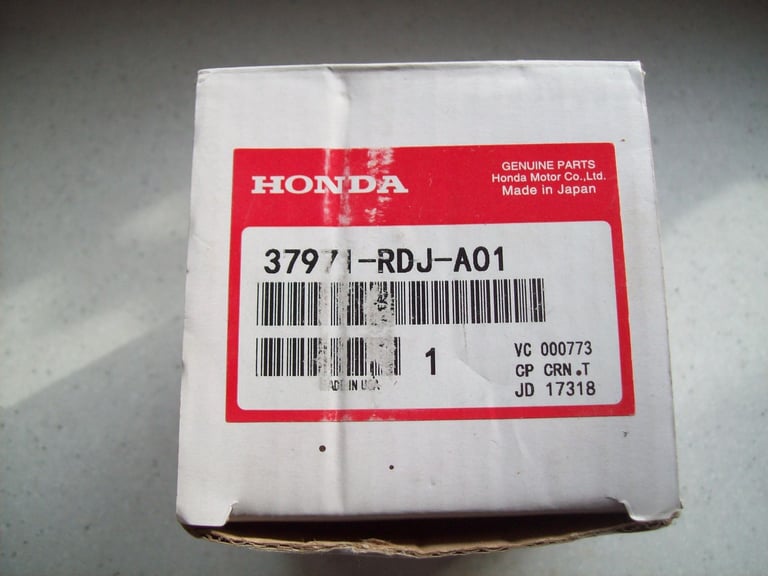 HONDA
GENUINE PARTS
Honda Motor Co.,Ltd.
Made in Japan
37971-RDJ-A01
1
VC 000773
CP CRN.T
JD 17318
MADE IN USA